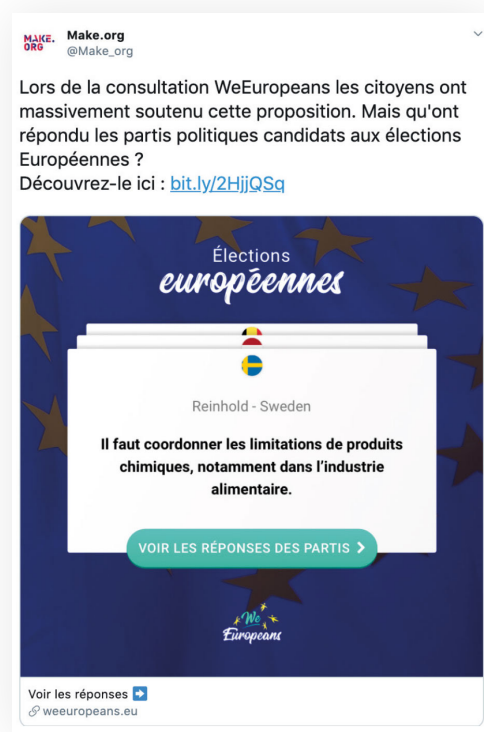 MAKE.
ORG
Make.org
@Make_org
Lors de la consultation WeEuropeans les citoyens ont
massivement soutenu cette proposition. Mais qu'ont
répondu les partis politiques candidats aux élections
Européennes ?
Découvrez-le ici : bit.ly/2HjjQSq
Élections
européennes
Reinhold - Sweden
Il faut coordonner les limitations de produits
chimiques, notamment dans l'industrie
alimentaire.
VOIR LES RÉPONSES DES PARTIS
We
Européans
Voir les réponses
weeuropeans.eu